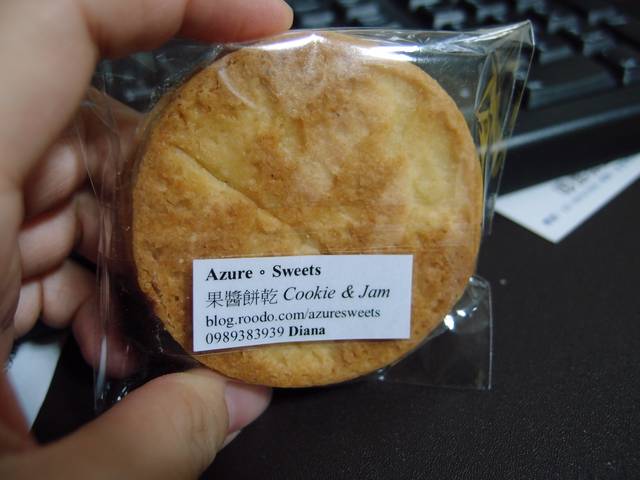 Azure。Sweets
果醬餅乾 Cookie & Jam
blog.roodo.com/azuresweets
0989383939 Diana